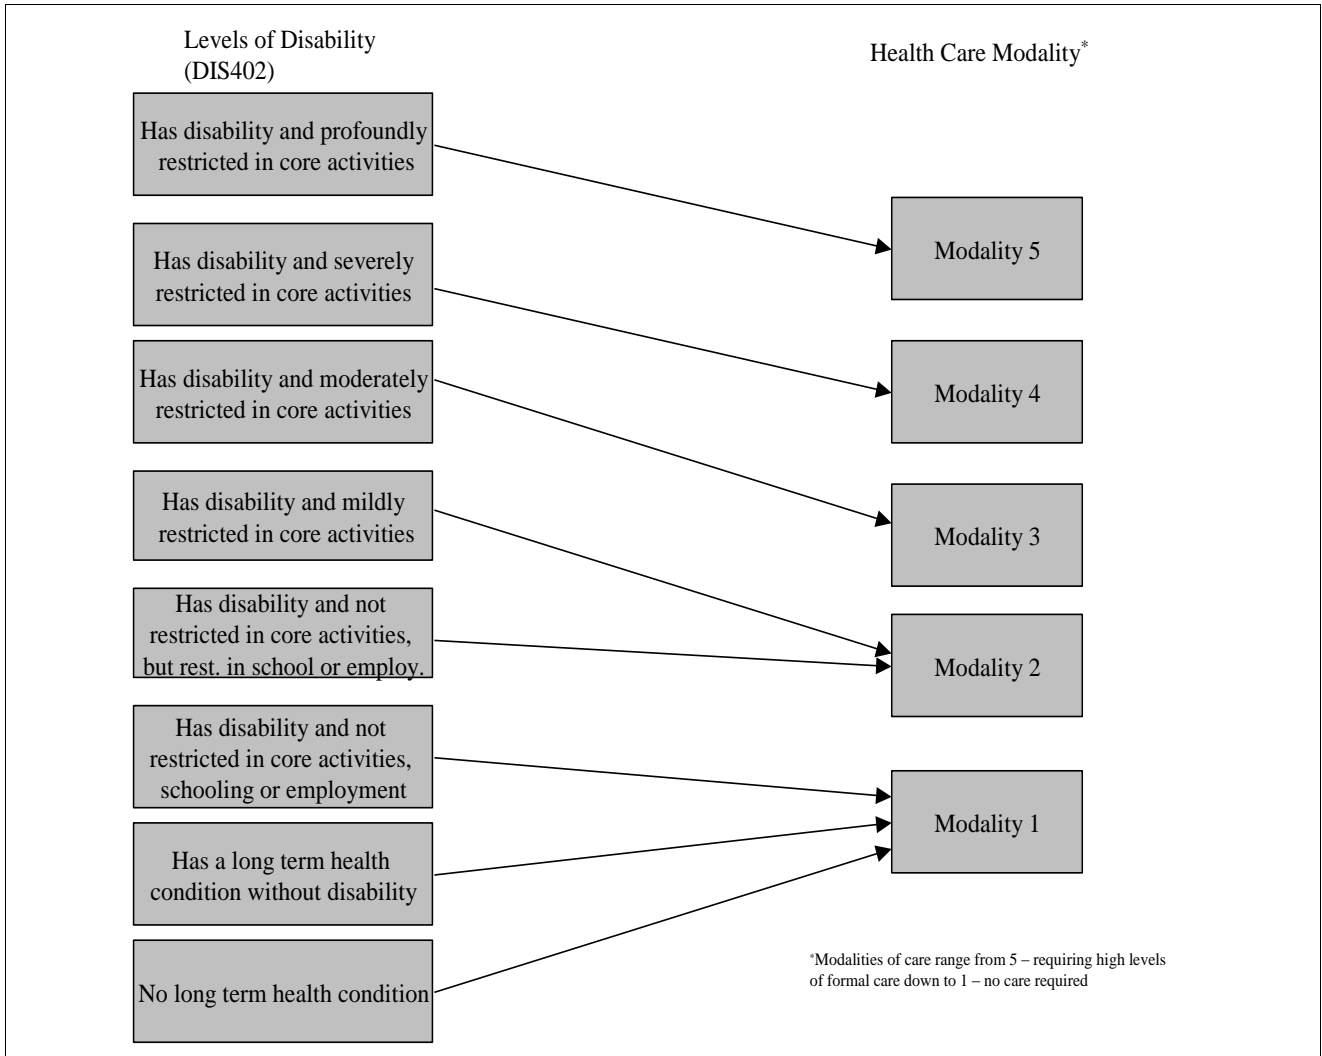 Levels of Disability
(DIS402)
Health Care Modality*
Has disability and profoundly
restricted in core activities
Modality 5
Has disability and severely
restricted in core activities
Modality 4
Has disability and moderately
restricted in core activities
Modality 3
Has disability and mildly
restricted in core activities
Has disability and not
restricted in core activities,
but rest. in school or employ.
Modality 2
Has disability and not
restricted in core activities,
schooling or employment
Modality 1
Has a long term health
condition without disability
No long term health condition
*Modalities of care range from 5 – requiring high levels
of formal care down to 1 – no care required